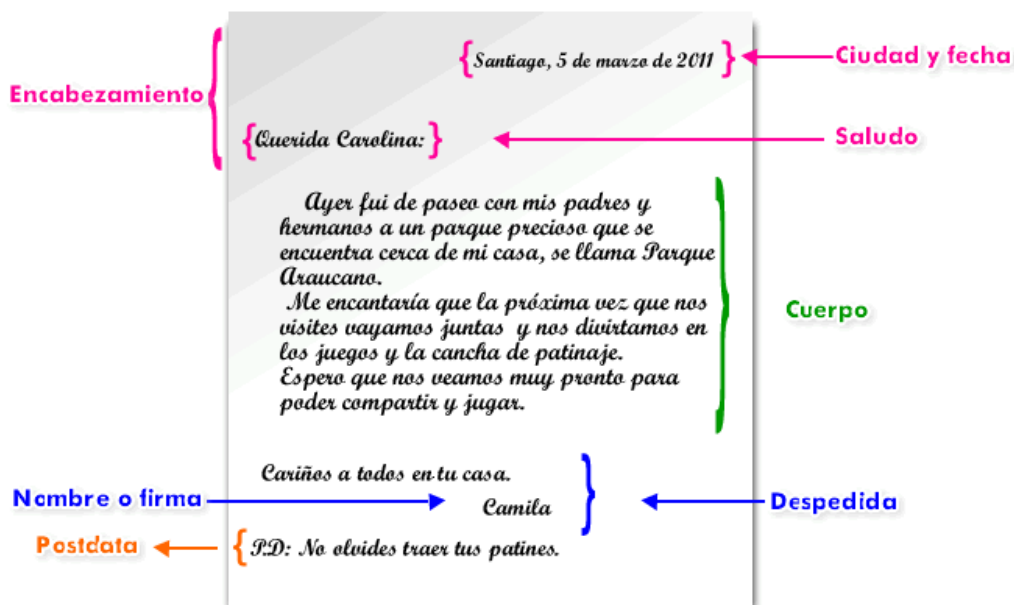 Santiago, 5 de marzo de 2011
Ciudad y fecha
Encabezamiento
Querida Carolina:
Saludo
Ayer fui de paseo con mis padres y
hermanos a un parque precioso que se
encuentra cerca de mi casa, se llama Parque
Araucano.
Me encantaría que la próxima vez que nos
visites vayamos juntas y nos divirtamos en
los juegos y la cancha de patinaje.
Espero que nos veamos muy pronto para
poder compartir y jugar.
Cuerpo
Cariños a todos en tu casa.
Nombre o firma
Camila
Despedida
Postdata
P.D: No olvides traer tus patines.